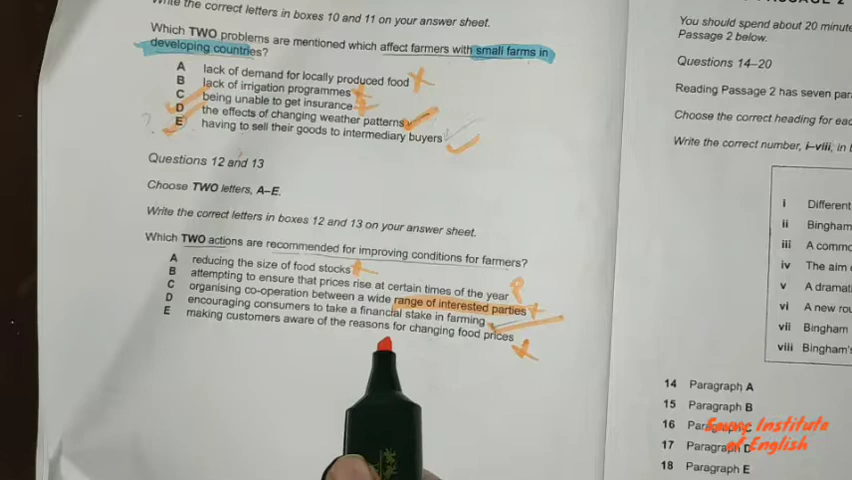 Write the correct letters in boxes 10 and 11 on your answer sheet.
Which TWO problems are mentioned which affect farmers with small farms in
developing countries?
A lack of demand for locally produced food
B lack of irrigation programmes
C being unable to get insurance
D the effects of changing weather patterns
E having to sell their goods to intermediary buyers
?
Questions 12 and 13
Choose TWO letters, A–E.
Write the correct letters in boxes 12 and 13 on your answer sheet.
Which TWO actions are recommended for improving conditions for farmers?
A reducing the size of food stocks
B attempting to ensure that prices rise at certain times of the year
C organising co-operation between a wide range of interested parties
D encouraging consumers to take a financial stake in farming
E making customers aware of the reasons for changing food prices
You should spend about 20 minute
Passage 2 below.
Questions 14–20
Reading Passage 2 has seven par
Choose the correct heading for eac
Write the correct number, i–viii, in
i Different
ii Bingham
iii A commo
iv The aim
v A dramat
vi A new rou
vii Bingham
viii Bingham's
14 Paragraph A
15 Paragraph B
16 Paragraph C
17 Paragraph D
18 Paragraph E
Institute
of English